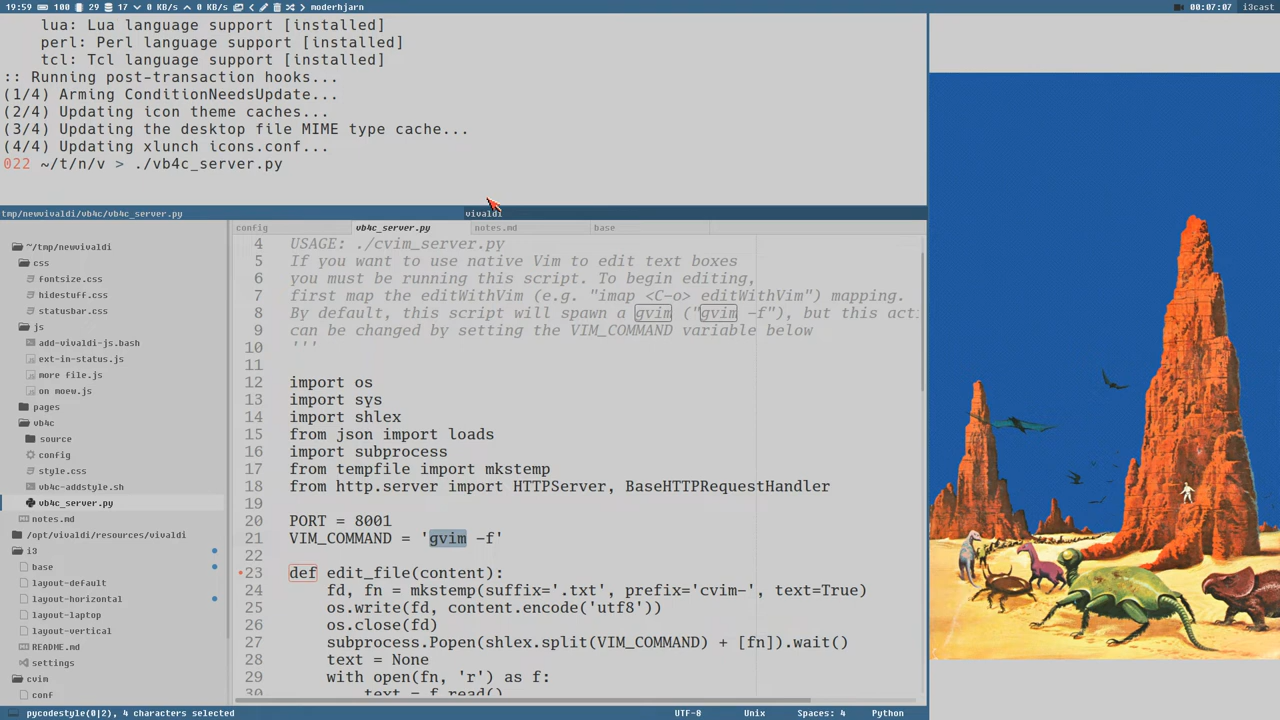 19:59 100 29 17 0 KB/s 0 KB/s moderhjarn 00:07:07 i3cast
lua: Lua language support [installed]
perl: Perl language support [installed]
tcl: Tcl language support [installed]
:: Running post-transaction hooks...
(1/4) Arming ConditionNeedsUpdate...
(2/4) Updating icon theme caches...
(3/4) Updating the desktop file MIME type cache...
(4/4) Updating xlunch icons.conf...
022 ~/t/n/v > ./vb4c_server.py
tmp/newvivaldi/vb4c/vb4c_server.py vivaldi
~/tmp/newvivaldi
css
fontsize.css
hidestuff.css
statusbar.css
js
add-vivaldi-js.bash
ext-in-status.js
more file.js
on moew.js
pages
vb4c
source
config
style.css
vb4c-addstyle.sh
vb4c_server.py
notes.md
/opt/vivaldi/resources/vivaldi
i3
base
layout-default
layout-horizontal
layout-laptop
layout-vertical
README.md
settings
cvim
conf
config vb4c_server.py notes.md base
4 USAGE: ./cvim_server.py
5 If you want to use native Vim to edit text boxes
6 you must be running this script. To begin editing,
7 first map the editWithVim (e.g. "imap <C-o> editWithVim") mapping.
8 By default, this script will spawn a gvim ("gvim -f"), but this acti
9 can be changed by setting the VIM_COMMAND variable below
10 '''
11
12 import os
13 import sys
14 import shlex
15 from json import loads
16 import subprocess
17 from tempfile import mkstemp
18 from http.server import HTTPServer, BaseHTTPRequestHandler
19
20 PORT = 8001
21 VIM_COMMAND = 'gvim -f'
22
23 def edit_file(content):
24 fd, fn = mkstemp(suffix='.txt', prefix='cvim-', text=True)
25 os.write(fd, content.encode('utf8'))
26 os.close(fd)
27 subprocess.Popen(shlex.split(VIM_COMMAND) + [fn]).wait()
28 text = None
29 with open(fn, 'r') as f:
30 text = f.read()
pycodestyle(0|2), 4 characters selected UTF-8 Unix Spaces: 4 Python